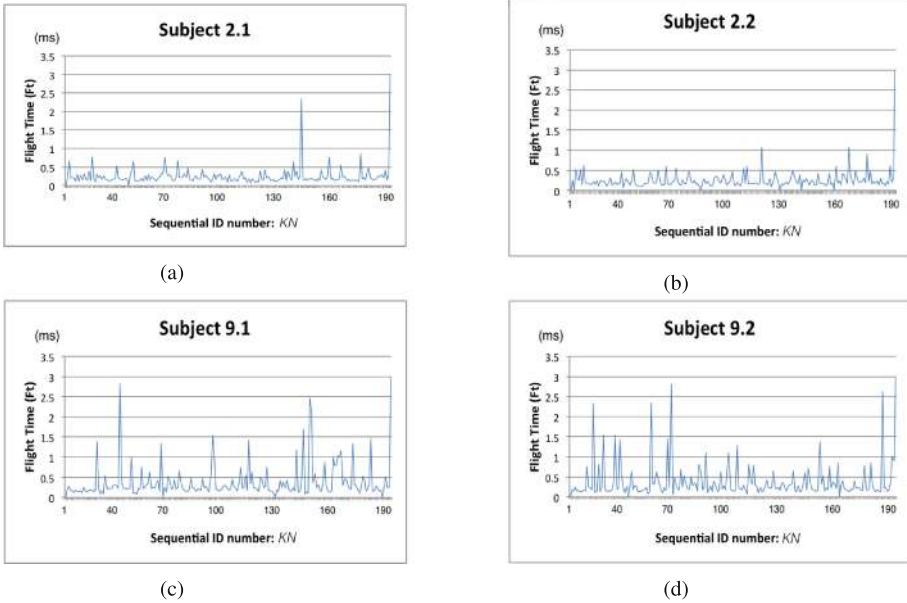 Subject 2.1
(ms)
3.5
3
2.5
2
1.5
1
0.5
0
Flight Time (Ft)
1 40 70 100 130 160 190
Sequential ID number: KN
(a)
Subject 2.2
(ms)
3.5
3
2.5
2
1.5
1
0.5
0
Flight Time (Ft)
1 40 70 100 130 160 190
Sequential ID number: KN
(b)
Subject 9.1
(ms)
3.5
3
2.5
2
1.5
1
0.5
0
Flight Time (Ft)
1 40 70 100 130 160 190
Sequential ID number: KN
(c)
Subject 9.2
(ms)
3.5
3
2.5
2
1.5
1
0.5
0
Flight Time (Ft)
1 40 70 100 130 160 190
Sequential ID number: KN
(d)